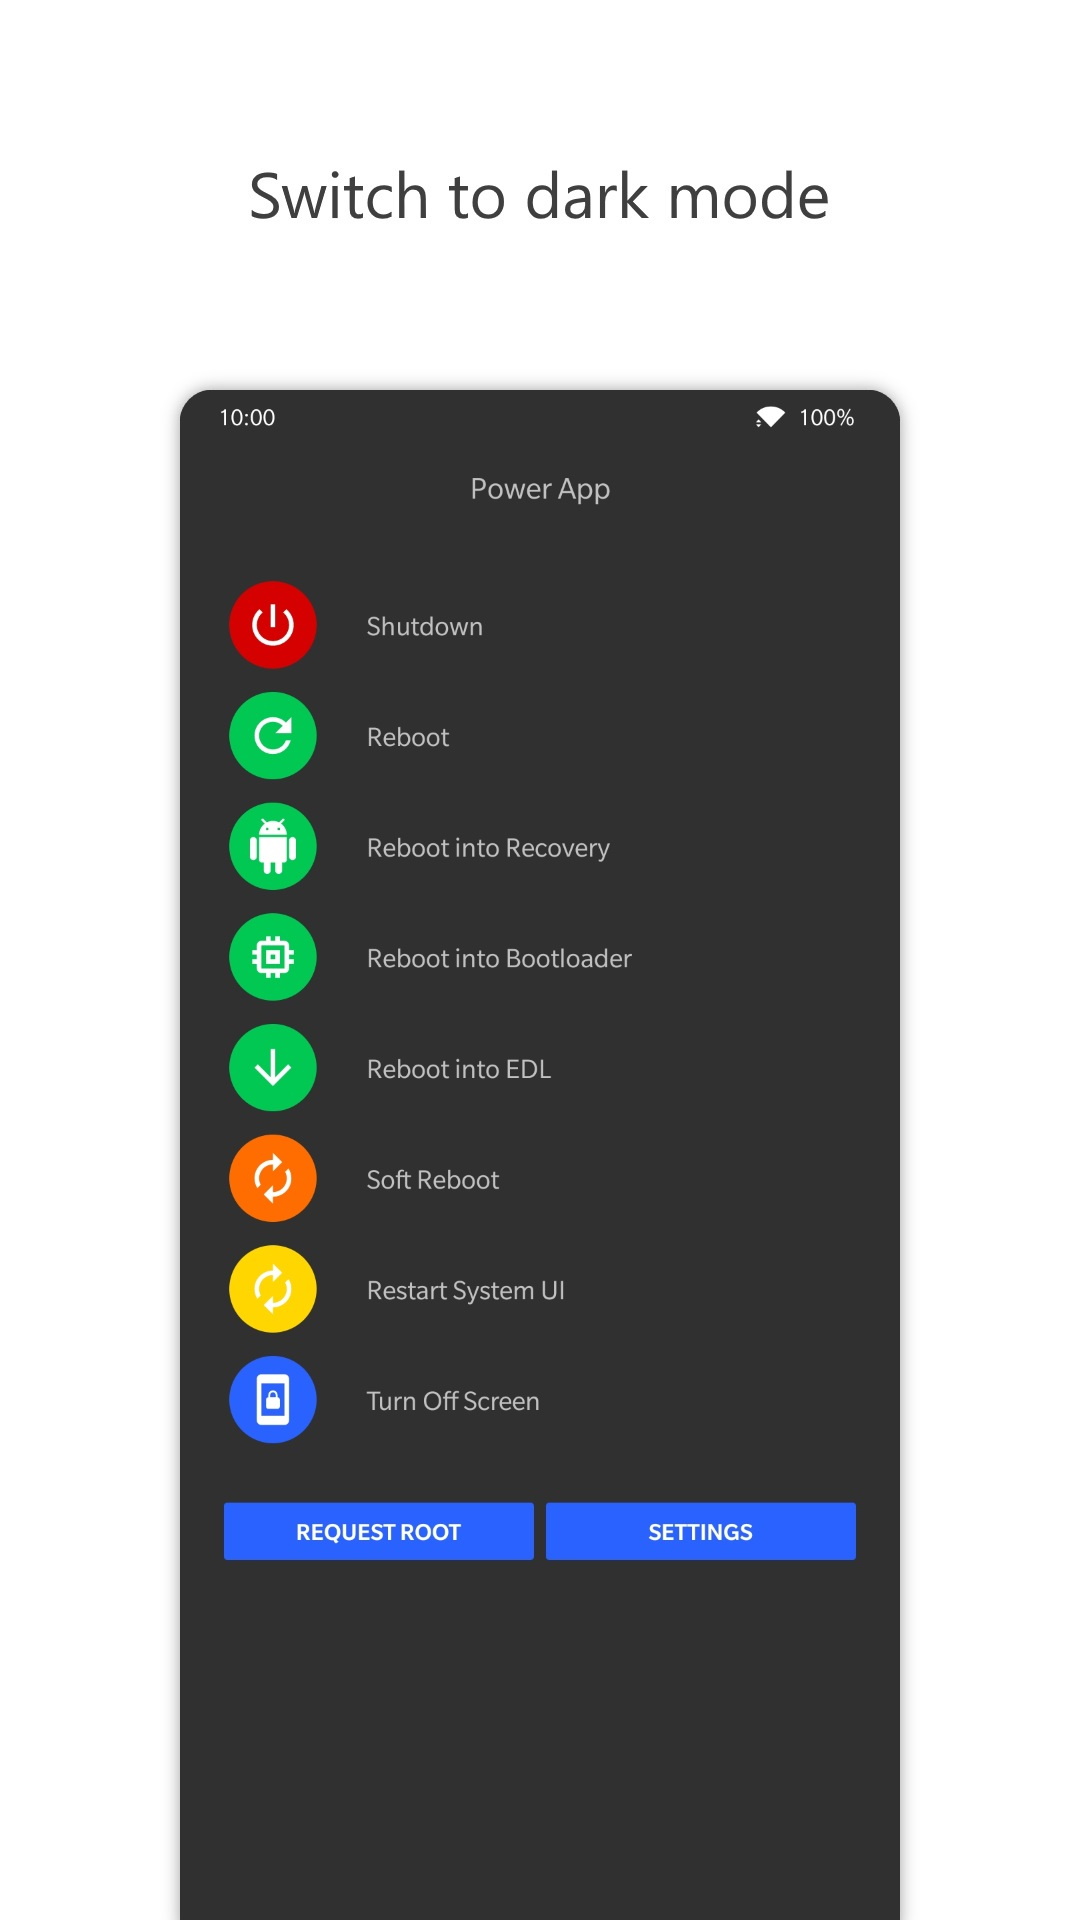 Switch to dark mode
10:00 100%
Power App
Shutdown
Reboot
Reboot into Recovery
Reboot into Bootloader
Reboot into EDL
Soft Reboot
Restart System UI
Turn Off Screen
REQUEST ROOT SETTINGS